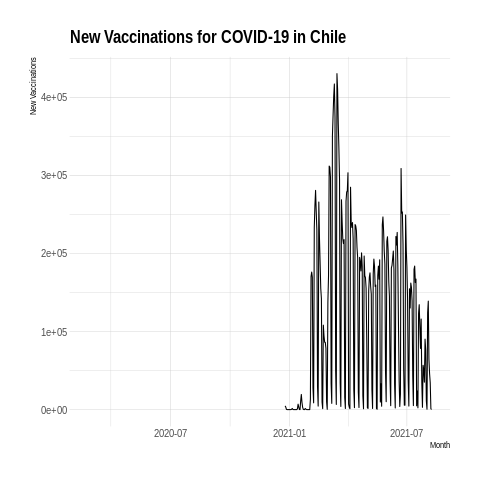 New Vaccinations for COVID-19 in Chile
New Vaccinations
4e+05
3e+05
2e+05
1e+05
0e+00
2020-07
2021-01
2021-07
Month